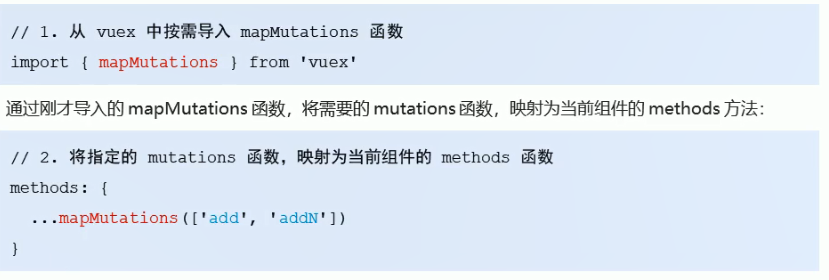 // 1. 从 vuex 中按需导入 mapMutations 函数
import { mapMutations } from 'vuex'
通过刚才导入的 mapMutations 函数，将需要的 mutations 函数，映射为当前组件的 methods 方法：
// 2. 将指定的 mutations 函数，映射为当前组件的 methods 函数
methods: {
  ...mapMutations(['add', 'addN'])
}